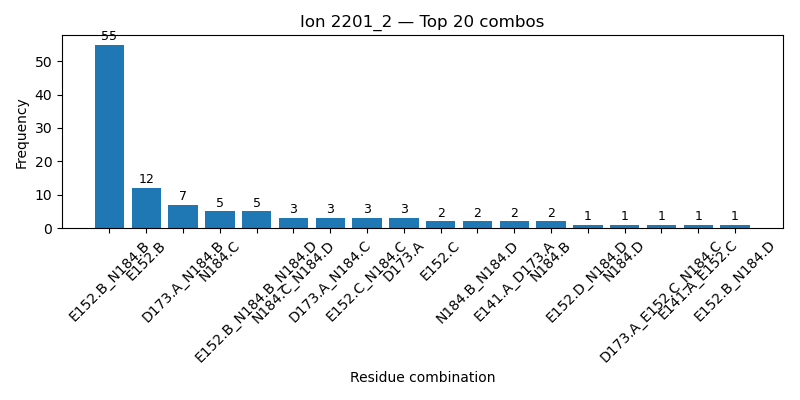 Ion 2201_2 — Top 20 combos
Frequency
50
40
30
20
10
0
55
12
7
5
5
3
3
3
3
2
2
2
2
1
1
1
1
1
E152.B_N184.B
E152.B
D173.A_N184.B
N184.C
E152.B_N184.B_N184.D
N184.C_N184.D
D173.A_N184.C
E152.C_N184.C
D173.A
E152.C
N184.B_N184.D
E141.A_D173.A
N184.B
E152.D_N184.D
N184.D
D173.A_E152.C_N184.C
E141.A_E152.C
E152.B_N184.D
Residue combination